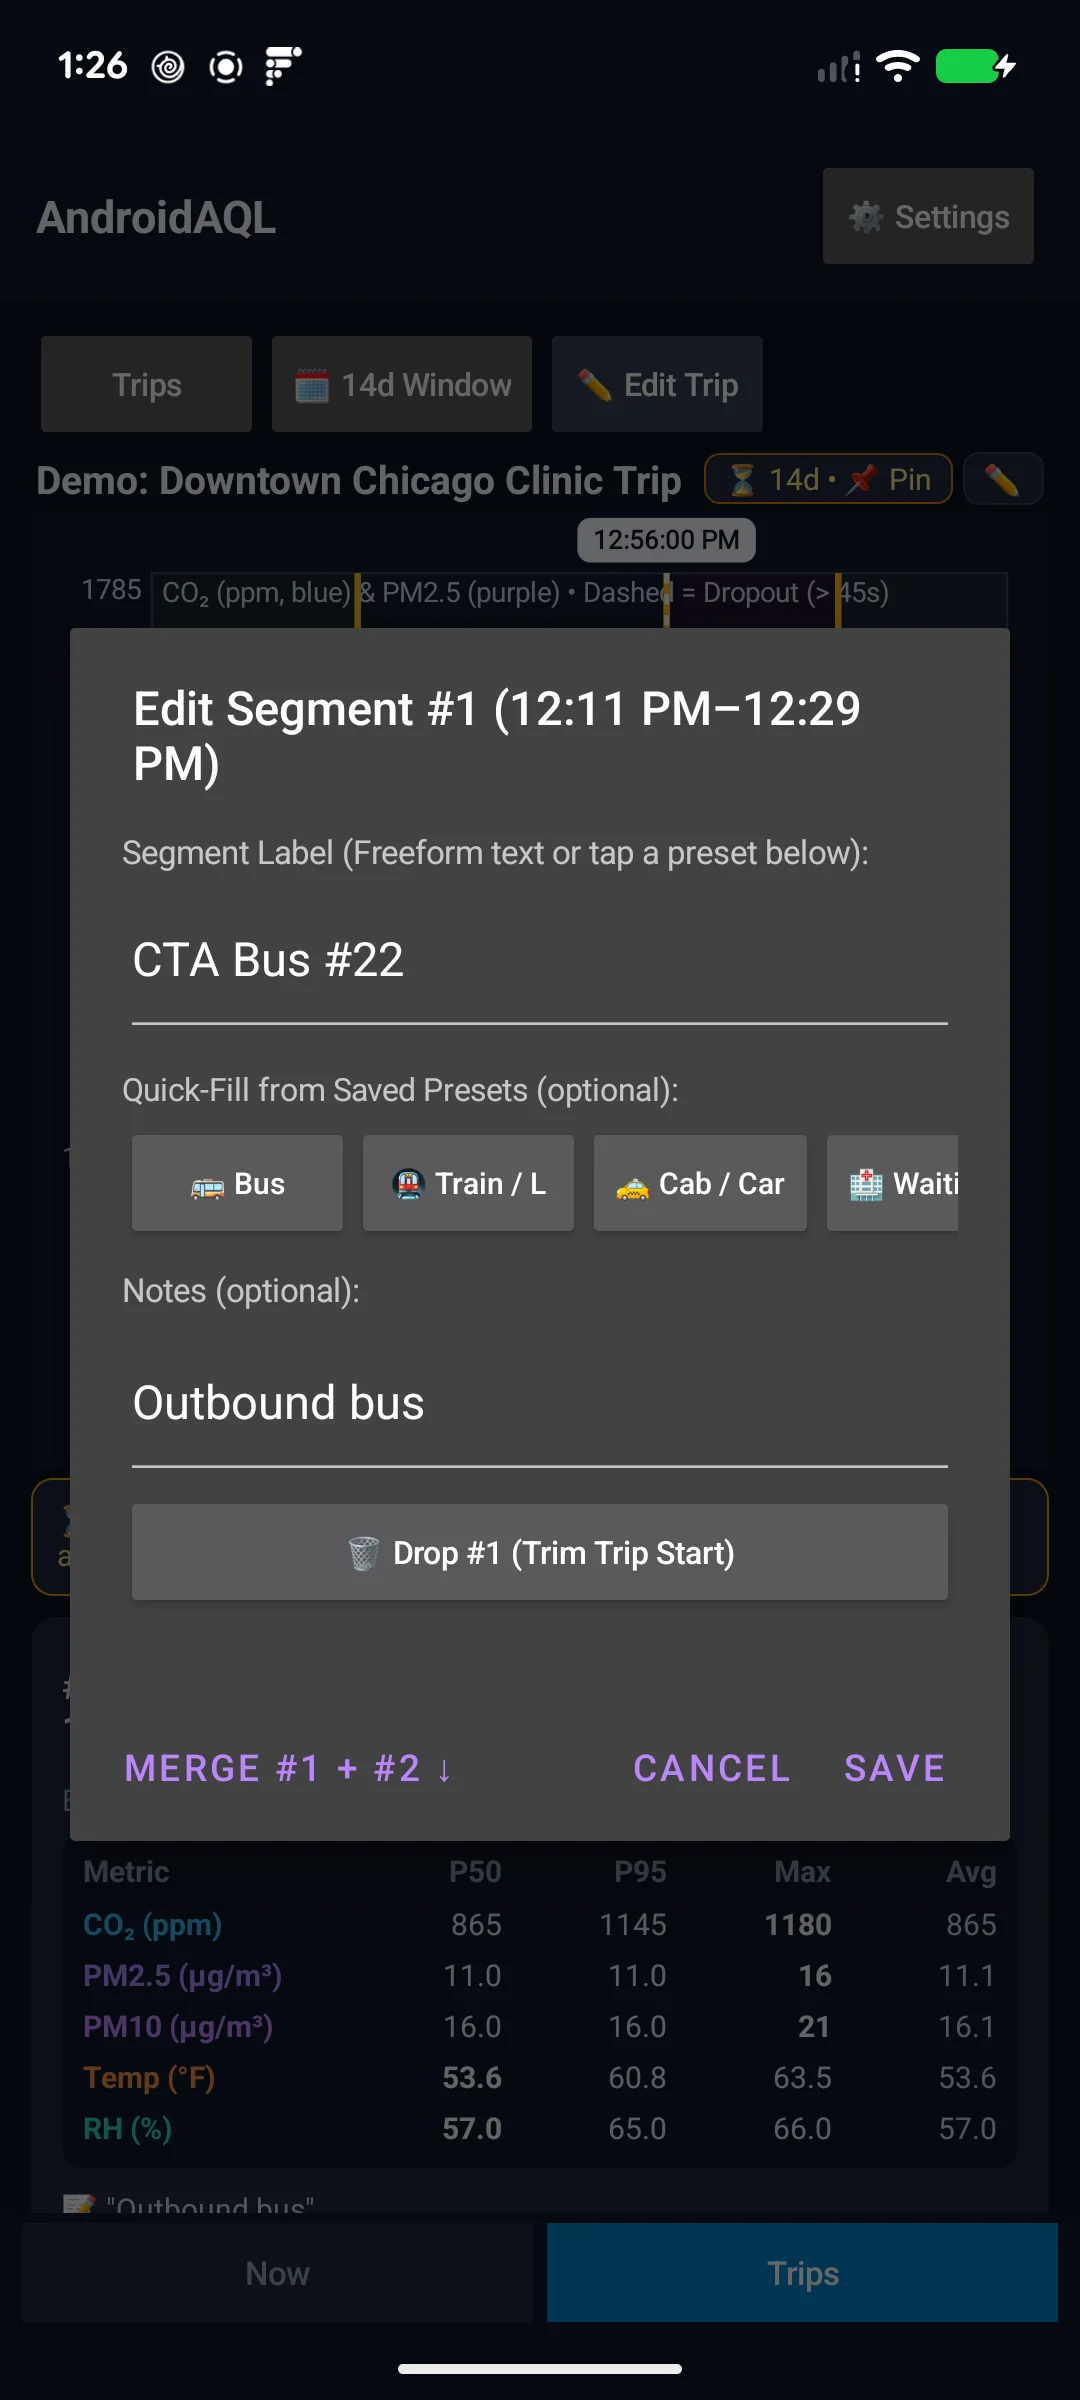 1:26
AndroidAQL
Settings
Trips
14d Window
Edit Trip
Demo: Downtown Chicago Clinic Trip
14d • Pin
12:56:00 PM
1785
CO₂ (ppm, blue) & PM2.5 (purple) • Dashed = Dropout (> 45s)
Edit Segment #1 (12:11 PM–12:29
PM)
Segment Label (Freeform text or tap a preset below):
CTA Bus #22
Quick-Fill from Saved Presets (optional):
Bus
Train / L
Cab / Car
Waiti
Notes (optional):
Outbound bus
Drop #1 (Trim Trip Start)
MERGE #1 + #2 ↓
CANCEL
SAVE
Metric P50 P95 Max Avg
CO₂ (ppm) 865 1145 1180 865
PM2.5 (µg/m³) 11.0 11.0 16 11.1
PM10 (µg/m³) 16.0 16.0 21 16.1
Temp (°F) 53.6 60.8 63.5 53.6
RH (%) 57.0 65.0 66.0 57.0
"Outbound bus"
Now
Trips